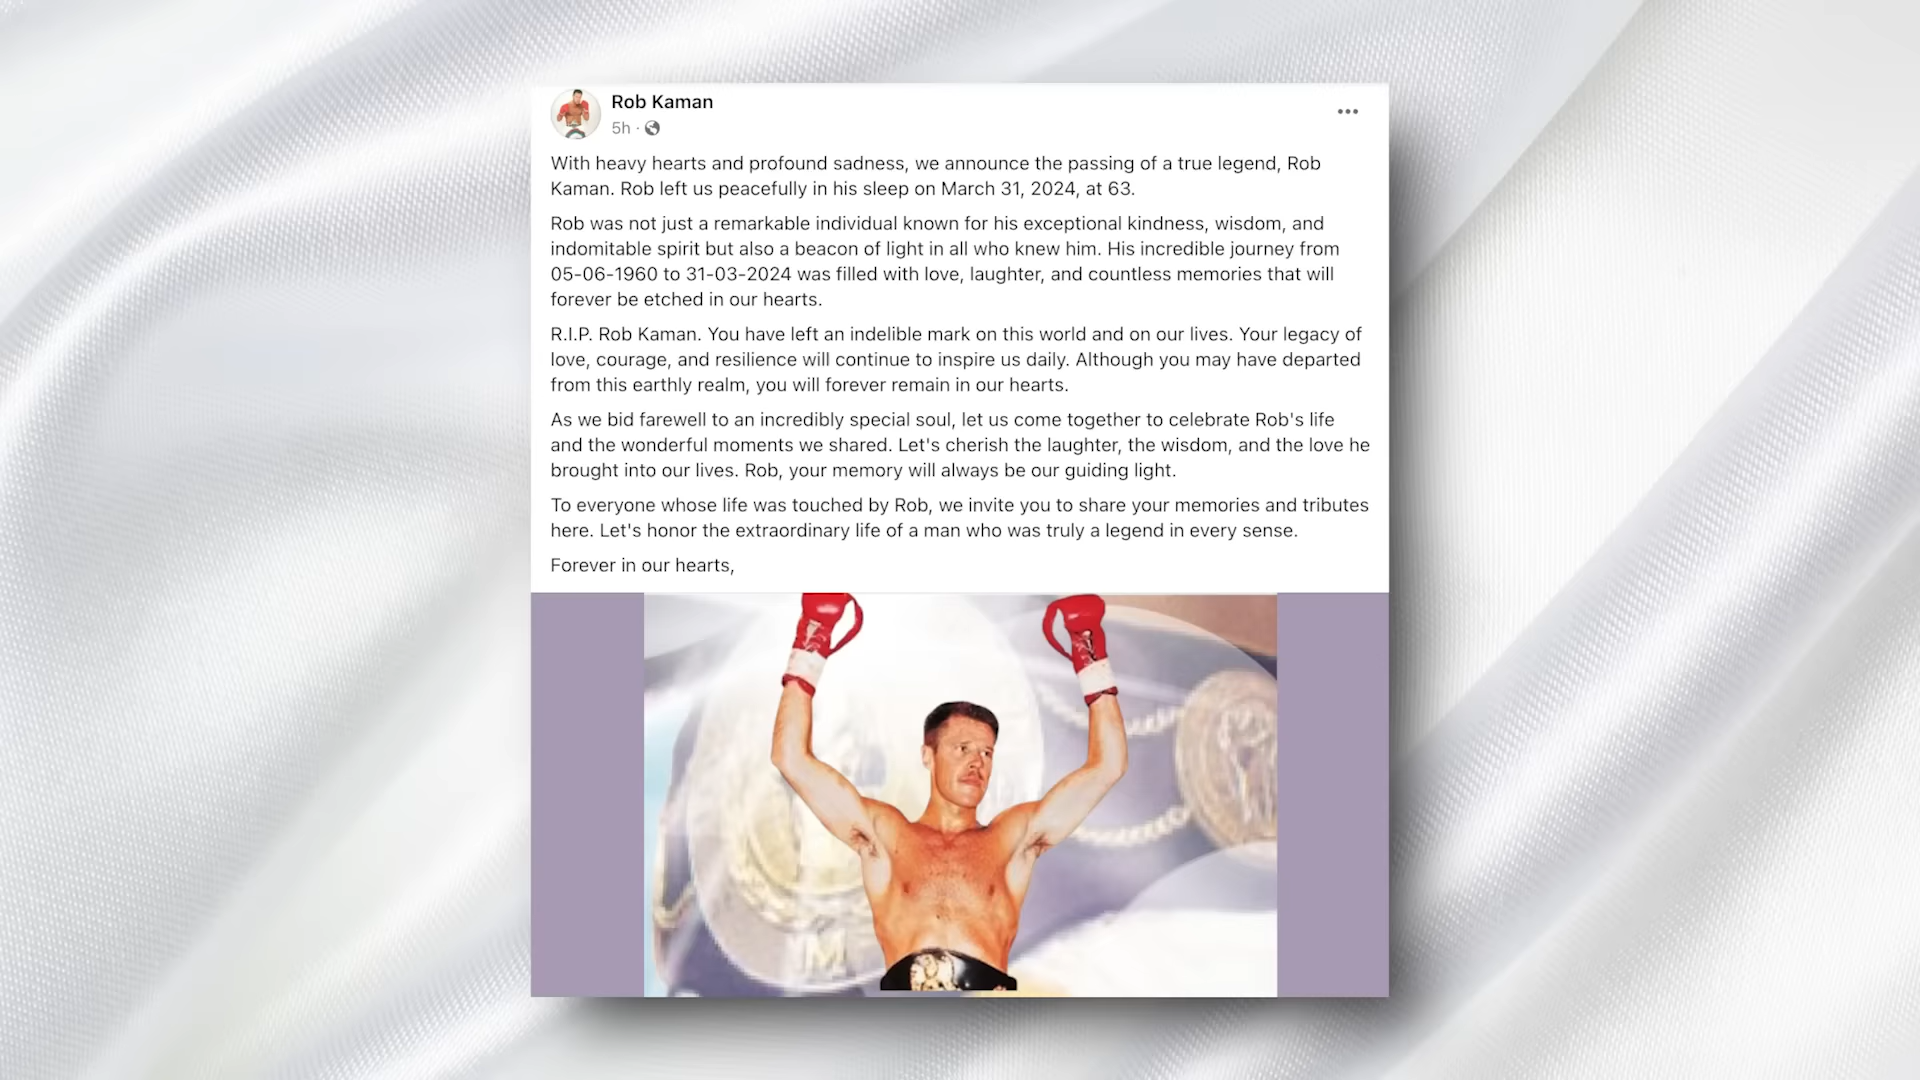 Rob Kaman
5h ·
With heavy hearts and profound sadness, we announce the passing of a true legend, Rob
Kaman. Rob left us peacefully in his sleep on March 31, 2024, at 63.
Rob was not just a remarkable individual known for his exceptional kindness, wisdom, and
indomitable spirit but also a beacon of light in all who knew him. His incredible journey from
05-06-1960 to 31-03-2024 was filled with love, laughter, and countless memories that will
forever be etched in our hearts.
R.I.P. Rob Kaman. You have left an indelible mark on this world and on our lives. Your legacy of
love, courage, and resilience will continue to inspire us daily. Although you may have departed
from this earthly realm, you will forever remain in our hearts.
As we bid farewell to an incredibly special soul, let us come together to celebrate Rob's life
and the wonderful moments we shared. Let's cherish the laughter, the wisdom, and the love he
brought into our lives. Rob, your memory will always be our guiding light.
To everyone whose life was touched by Rob, we invite you to share your memories and tributes
here. Let's honor the extraordinary life of a man who was truly a legend in every sense.
Forever in our hearts,